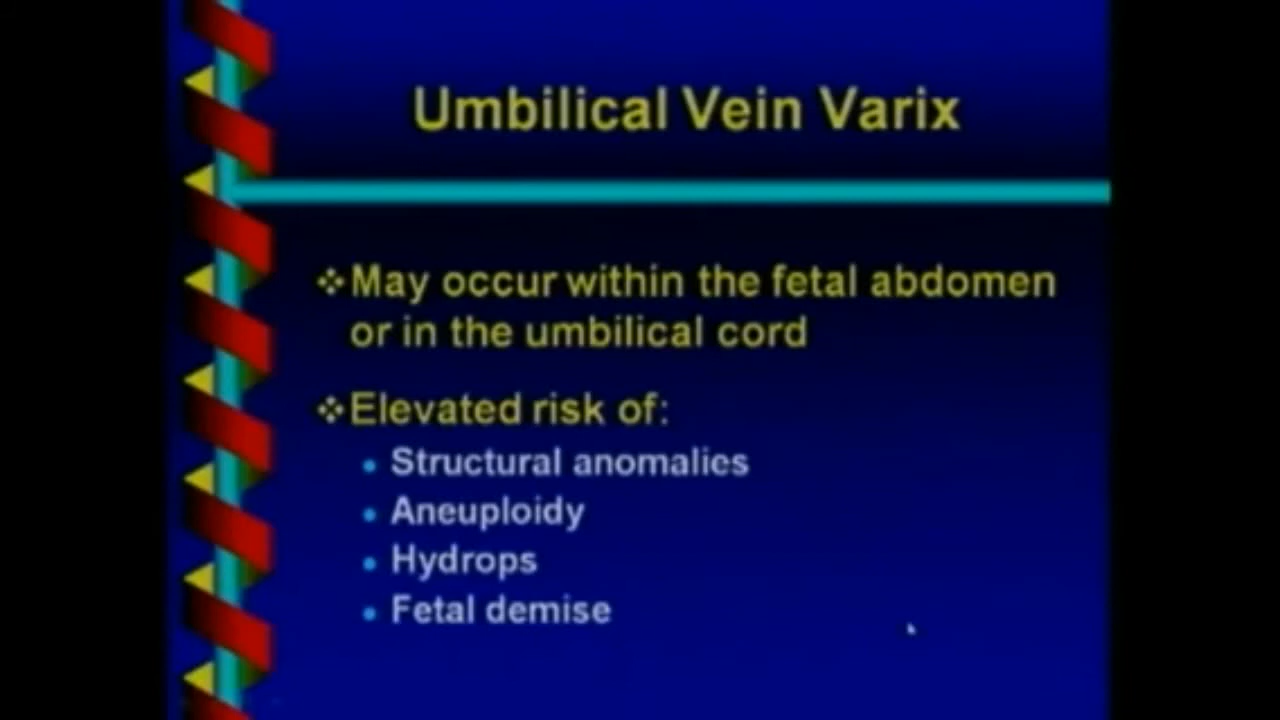 Umbilical Vein Varix
❖May occur within the fetal abdomen
or in the umbilical cord
❖Elevated risk of:
• Structural anomalies
• Aneuploidy
• Hydrops
• Fetal demise